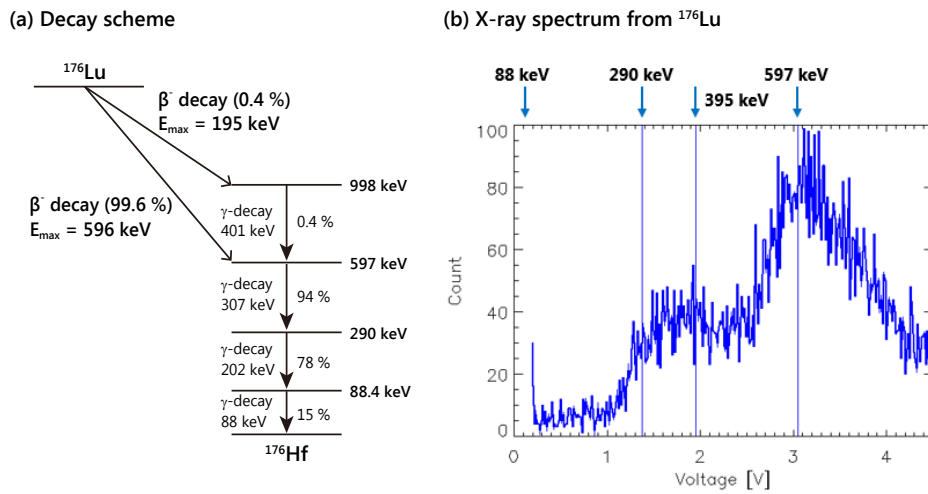 (a) Decay scheme
¹⁷⁶Lu
β⁻ decay (0.4 %)
Eₘₐₓ = 195 keV
β⁻ decay (99.6 %)
Eₘₐₓ = 596 keV
998 keV
γ-decay
401 keV
0.4 %
597 keV
γ-decay
307 keV
94 %
290 keV
γ-decay
202 keV
78 %
88.4 keV
γ-decay
88 keV
15 %
¹⁷⁶Hf
(b) X-ray spectrum from ¹⁷⁶Lu
88 keV
290 keV
395 keV
597 keV
100
80
60
40
20
0
Count
0
1
2
3
4
Voltage [V]